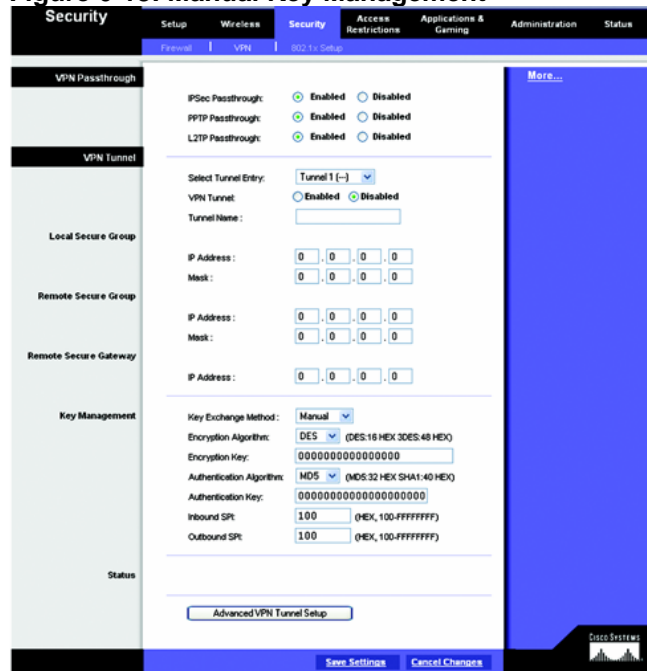 Security
Setup Wireless Security Access Restrictions Applications & Gaming Administration Status
Firewall VPN 802.1x Setup
VPN Passthrough
More...
IPSec Passthrough: Enabled Disabled
PPTP Passthrough: Enabled Disabled
L2TP Passthrough: Enabled Disabled
VPN Tunnel
Select Tunnel Entry: Tunnel 1 (---)
VPN Tunnel: Enabled Disabled
Tunnel Name :
Local Secure Group
IP Address : 0 . 0 . 0 . 0
Mask : 0 . 0 . 0 . 0
Remote Secure Group
IP Address : 0 . 0 . 0 . 0
Mask : 0 . 0 . 0 . 0
Remote Secure Gateway
IP Address : 0 . 0 . 0 . 0
Key Management
Key Exchange Method : Manual
Encryption Algorithm: DES (DES:16 HEX 3DES:48 HEX)
Encryption Key: 0000000000000000
Authentication Algorithm: MD5 (MD5:32 HEX SHA1:40 HEX)
Authentication Key: 00000000000000000000
Inbound SPI: 100 (HEX, 100-FFFFFFFF)
Outbound SPI: 100 (HEX, 100-FFFFFFFF)
Status
Advanced VPN Tunnel Setup
Save Settings Cancel Changes
Cisco Systems